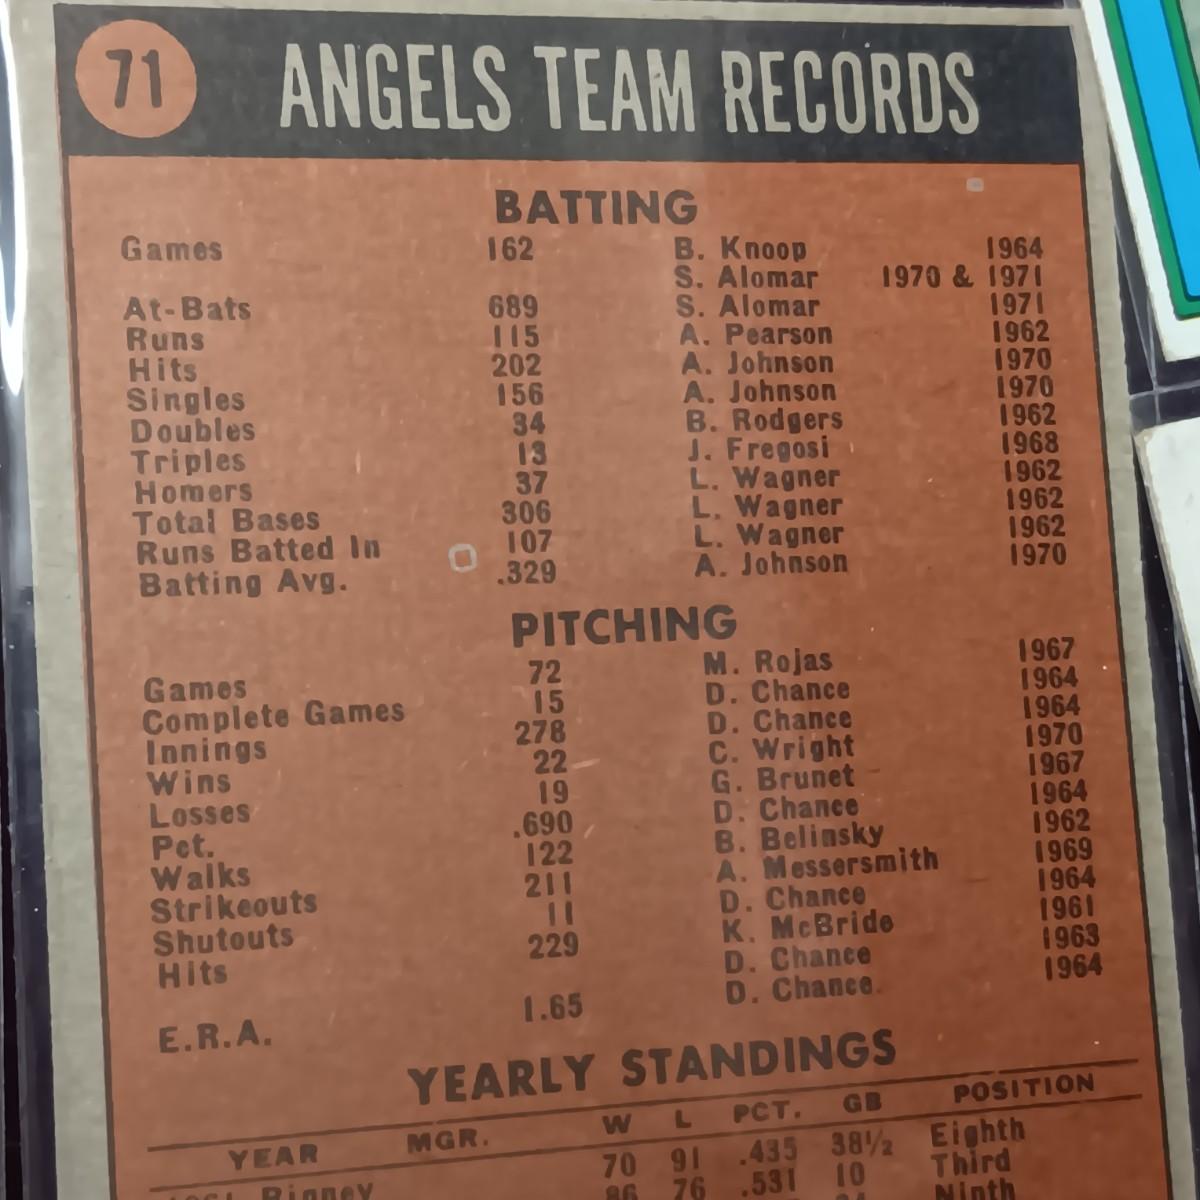 71 ANGELS TEAM RECORDS
BATTING
Games 162 B. Knoop 1964
S. Alomar 1970 & 1971
At-Bats 689 S. Alomar 1971
Runs 115 A. Pearson 1962
Hits 202 A. Johnson 1970
Singles 156 A. Johnson 1970
Doubles 34 B. Rodgers 1962
Triples 13 J. Fregosi 1968
Homers 37 L. Wagner 1962
Total Bases 306 L. Wagner 1962
Runs Batted In 107 L. Wagner 1962
Batting Avg. .329 A. Johnson 1970
PITCHING
Games 72 M. Rojas 1967
Complete Games 15 D. Chance 1964
Innings 278 D. Chance 1964
Wins 22 C. Wright 1970
Losses 19 G. Brunet 1967
Pct. .690 D. Chance 1964
Walks 122 B. Belinsky 1962
Strikeouts 211 A. Messersmith 1969
Shutouts 11 D. Chance 1964
Hits 229 K. McBride 1961
D. Chance 1963
E.R.A. 1.65 D. Chance 1964
YEARLY STANDINGS
YEAR MGR. W L PCT. GB POSITION
70 91 .435 38½ Eighth
Rigney 86 76 .531 10 Third
Ninth